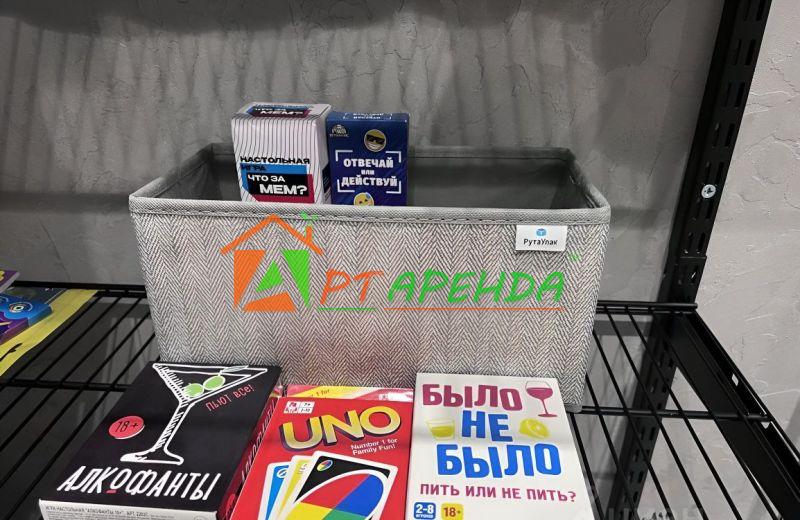 НАСТОЛЬНАЯ
ИГРА
ЧТО ЗА
МЕМ?
ОТВЕЧАЙ
ИЛИ
ДЕЙСТВУЙ
РутаУпак
АРТ АРЕНДА
ПЬЮТ ВСЕ!
18+
АЛКОФАНТЫ
UNO
Number 1 for
Family Fun!
БЫЛО
НЕ
БЫЛО
ПИТЬ ИЛИ НЕ ПИТЬ?
2-8
18+